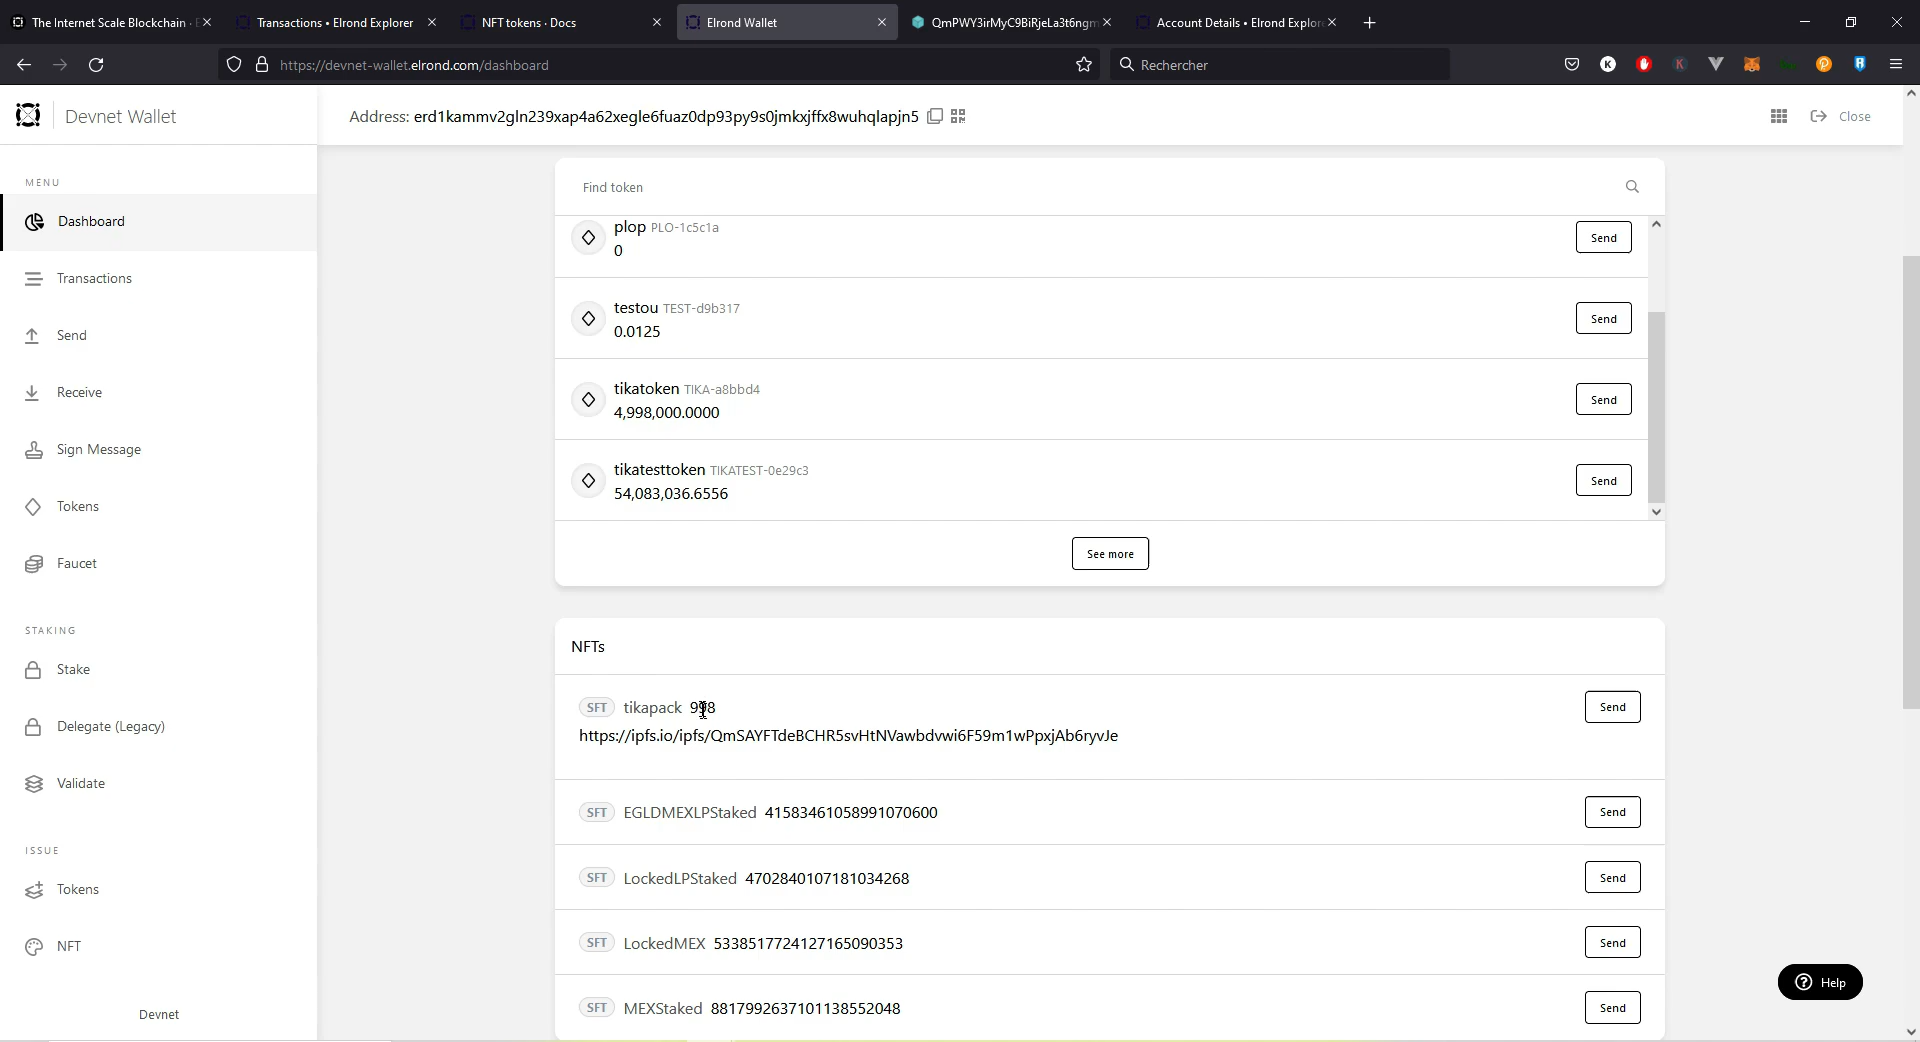 The Internet Scale Blockchain · E
Transactions • Elrond Explorer
NFT tokens · Docs
Elrond Wallet
QmPWY3irMyC9BiRjeLa3t6ngm
Account Details • Elrond Explor
https://devnet-wallet.elrond.com/dashboard
Rechercher
Devnet Wallet
Address: erd1kammv2gln239xap4a62xegle6fuaz0dp93py9s0jmkxjffx8wuhqlapjn5
Close
MENU
Dashboard
Transactions
Send
Receive
Sign Message
Tokens
Faucet
STAKING
Stake
Delegate (Legacy)
Validate
ISSUE
Tokens
NFT
Devnet
Find token
plop PLO-1c5c1a
0
Send
testou TEST-d9b317
0.0125
Send
tikatoken TIKA-a8bbd4
4,998,000.0000
Send
tikatesttoken TIKATEST-0e29c3
54,083,036.6556
Send
See more
NFTs
SFT tikapack 998
Send
https://ipfs.io/ipfs/QmSAYFTdeBCHR5svHtNVawbdvwi6F59m1wPpxjAb6ryvJe
SFT EGLDMEXLPStaked 41583461058991070600
Send
SFT LockedLPStaked 4702840107181034268
Send
SFT LockedMEX 5338517724127165090353
Send
SFT MEXStaked 8817992637101138552048
Send
Help